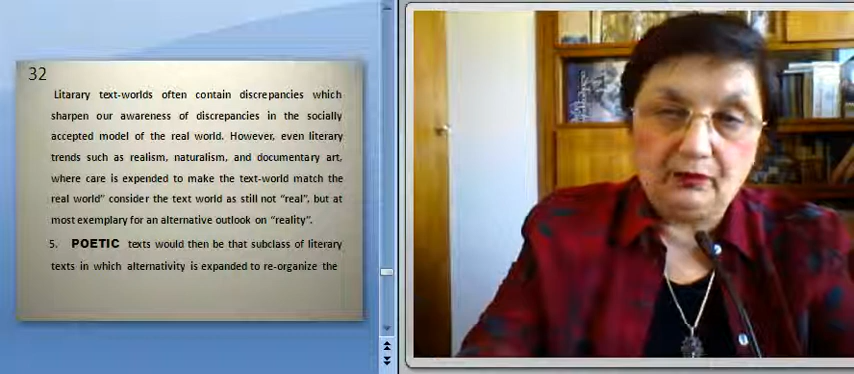 32
Litarary text-worlds often contain discrepancies which
sharpen our awareness of discrepancies in the socially
accepted model of the real world. However, even literary
trends such as realism, naturalism, and documentary art,
where care is expended to make the text-world match the
real world" consider the text world as still not "real", but at
most exemplary for an alternative outlook on "reality".
5. POETIC texts would then be that subclass of literary
texts in which alternativity is expanded to re-organize the